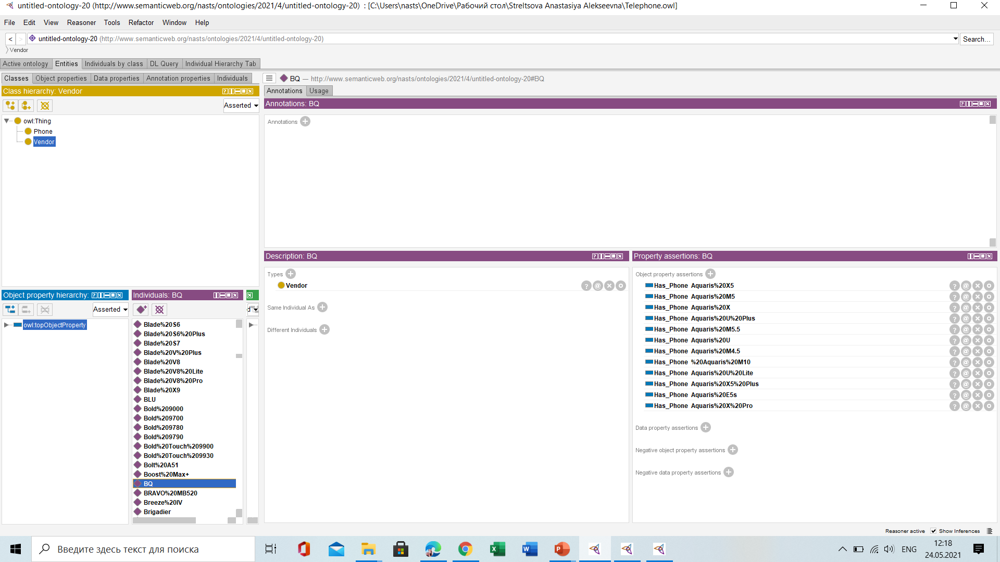 untitled-ontology-20 (http://www.semanticweb.org/nasts/ontologies/2021/4/untitled-ontology-20) : [C:\Users\nasts\OneDrive\Рабочий стол\Streltsova Anastasiya Alekseevna\Telephone.owl]
File Edit View Reasoner Tools Refactor Window Help
< > untitled-ontology-20 (http://www.semanticweb.org/nasts/ontologies/2021/4/untitled-ontology-20) Search...
Vendor
Active ontology Entities Individuals by class DL Query Individual Hierarchy Tab
Classes Object properties Data properties Annotation properties Individuals
Class hierarchy: Vendor
Asserted
owl:Thing
Phone
Vendor
Object property hierarchy:
Asserted
owl:topObjectProperty
Individuals: BQ
Blade%20S6
Blade%20S6%20Plus
Blade%20S7
Blade%20V%20Plus
Blade%20V8
Blade%20V8%20Lite
Blade%20V8%20Pro
Blade%20X9
BLU
Bold%209000
Bold%209700
Bold%209780
Bold%209790
Bold%20Touch%209900
Bold%20Touch%209930
Bolt%20A51
Boost%20Max+
BQ
BRAVO%20MB520
Breeze%20IV
Brigadier
d
BQ — http://www.semanticweb.org/nasts/ontologies/2021/4/untitled-ontology-20#BQ
Annotations Usage
Annotations: BQ
Annotations
Description: BQ
Types
Vendor
Same Individual As
Different Individuals
Property assertions: BQ
Object property assertions
Has_Phone Aquaris%20X5
Has_Phone Aquaris%20M5
Has_Phone Aquaris%20X
Has_Phone Aquaris%20U%20Plus
Has_Phone Aquaris%20M5.5
Has_Phone Aquaris%20U
Has_Phone Aquaris%20M4.5
Has_Phone %20Aquaris%20M10
Has_Phone Aquaris%20U%20Lite
Has_Phone Aquaris%20X5%20Plus
Has_Phone Aquaris%20E5s
Has_Phone Aquaris%20X%20Pro
Data property assertions
Negative object property assertions
Negative data property assertions
Reasoner active Show Inferences
Введите здесь текст для поиска
ENG
12:18
24.05.2021